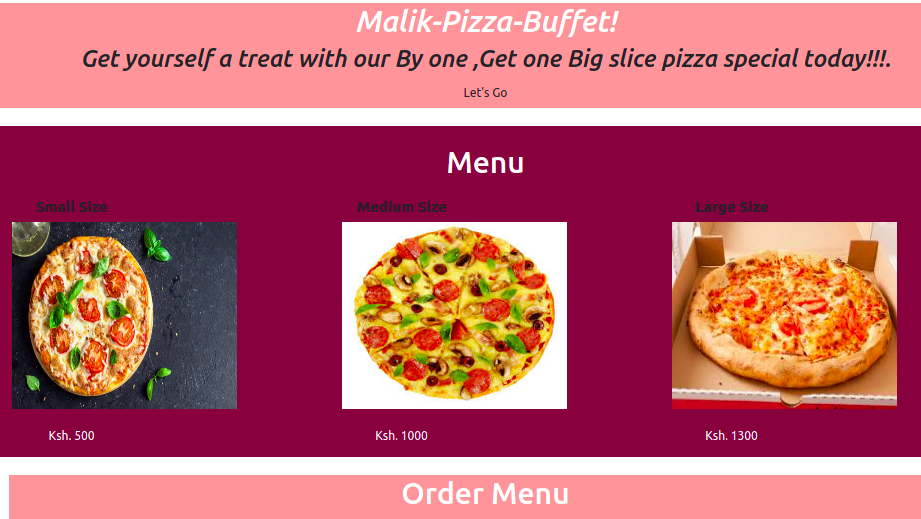 Malik-Pizza-Buffet!
Get yourself a treat with our By one ,Get one Big slice pizza special today!!!.
Let's Go
Menu
Small Size
Medium Size
Large Size
Ksh. 500
Ksh. 1000
Ksh. 1300
Order Menu